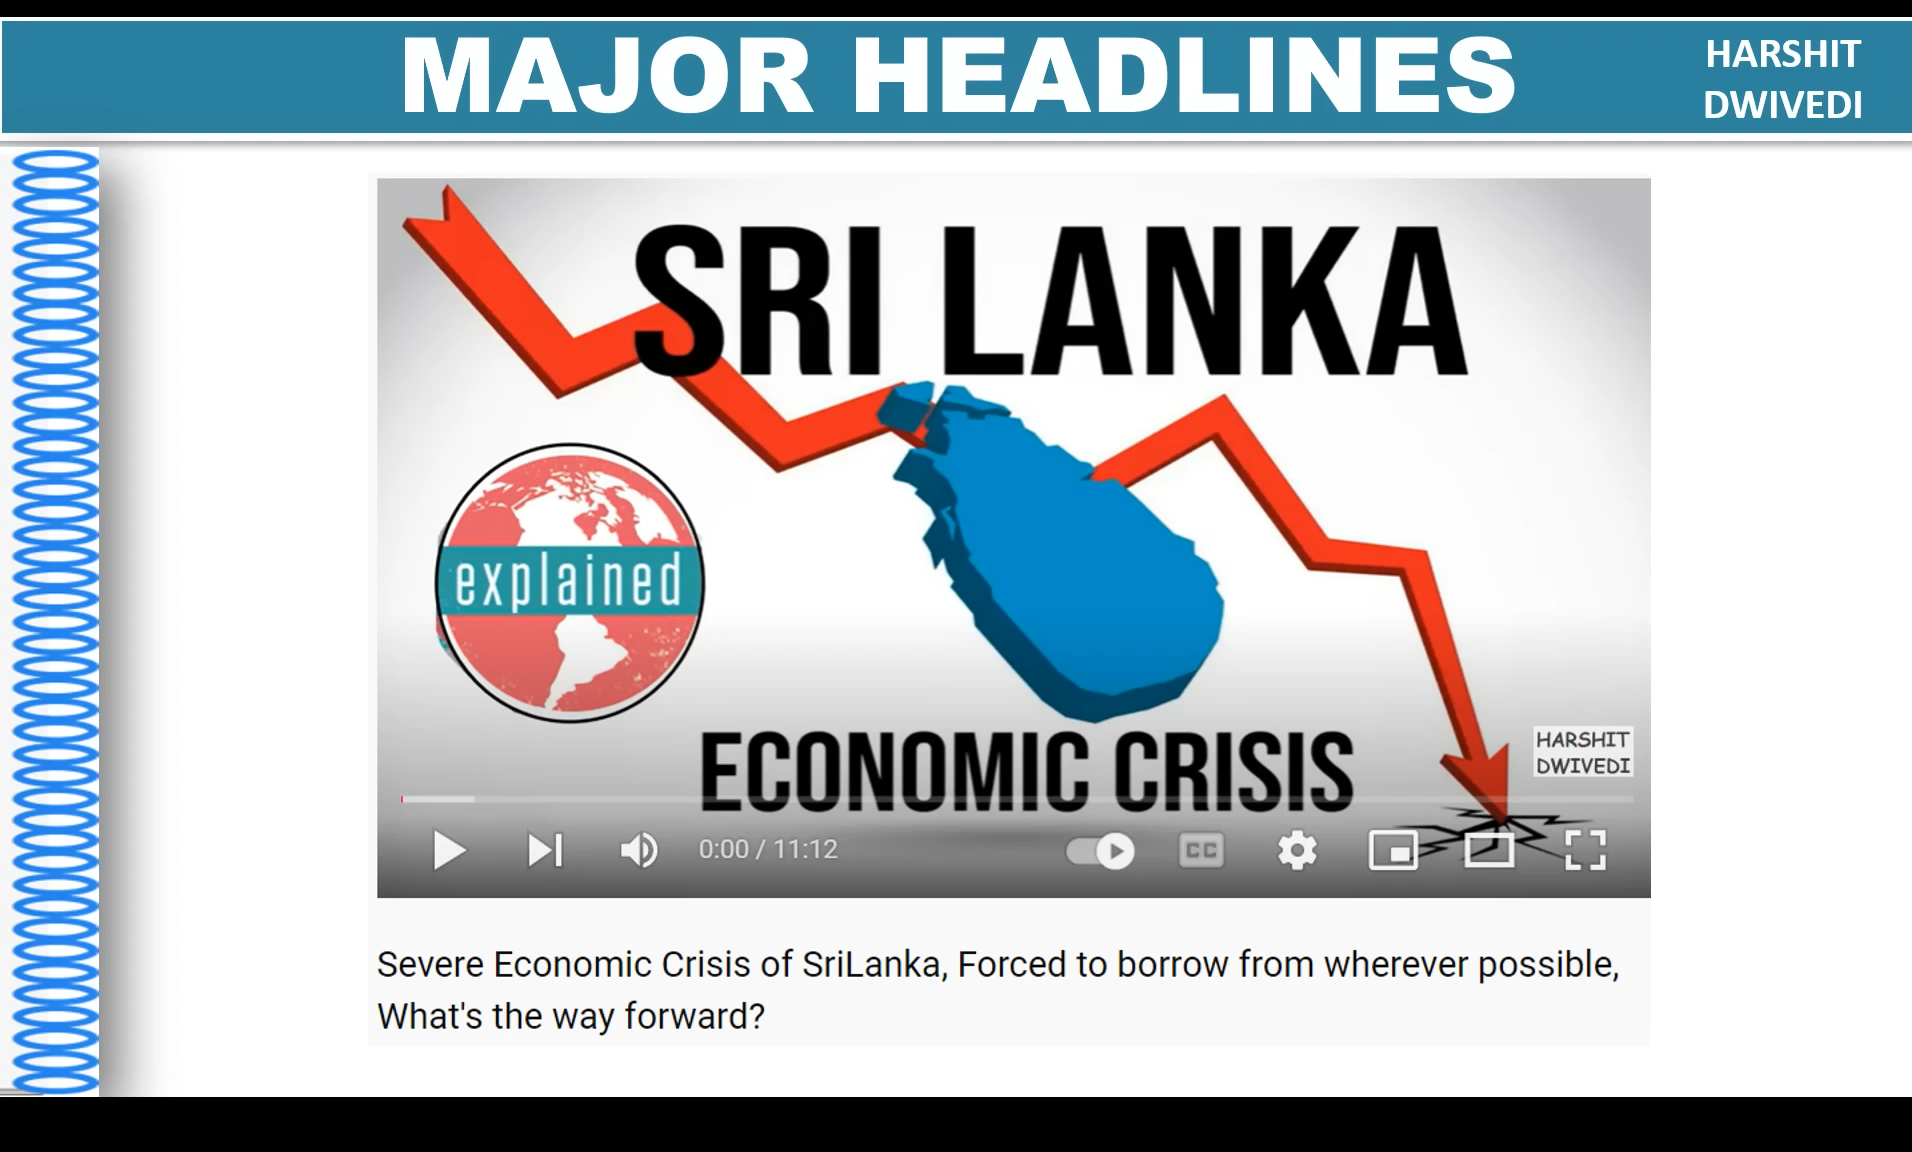 MAJOR HEADLINES
HARSHIT
DWIVEDI
SRI LANKA
explained
ECONOMIC CRISIS
HARSHIT
DWIVEDI
0:00 / 11:12
CC
Severe Economic Crisis of SriLanka, Forced to borrow from wherever possible,
What's the way forward?